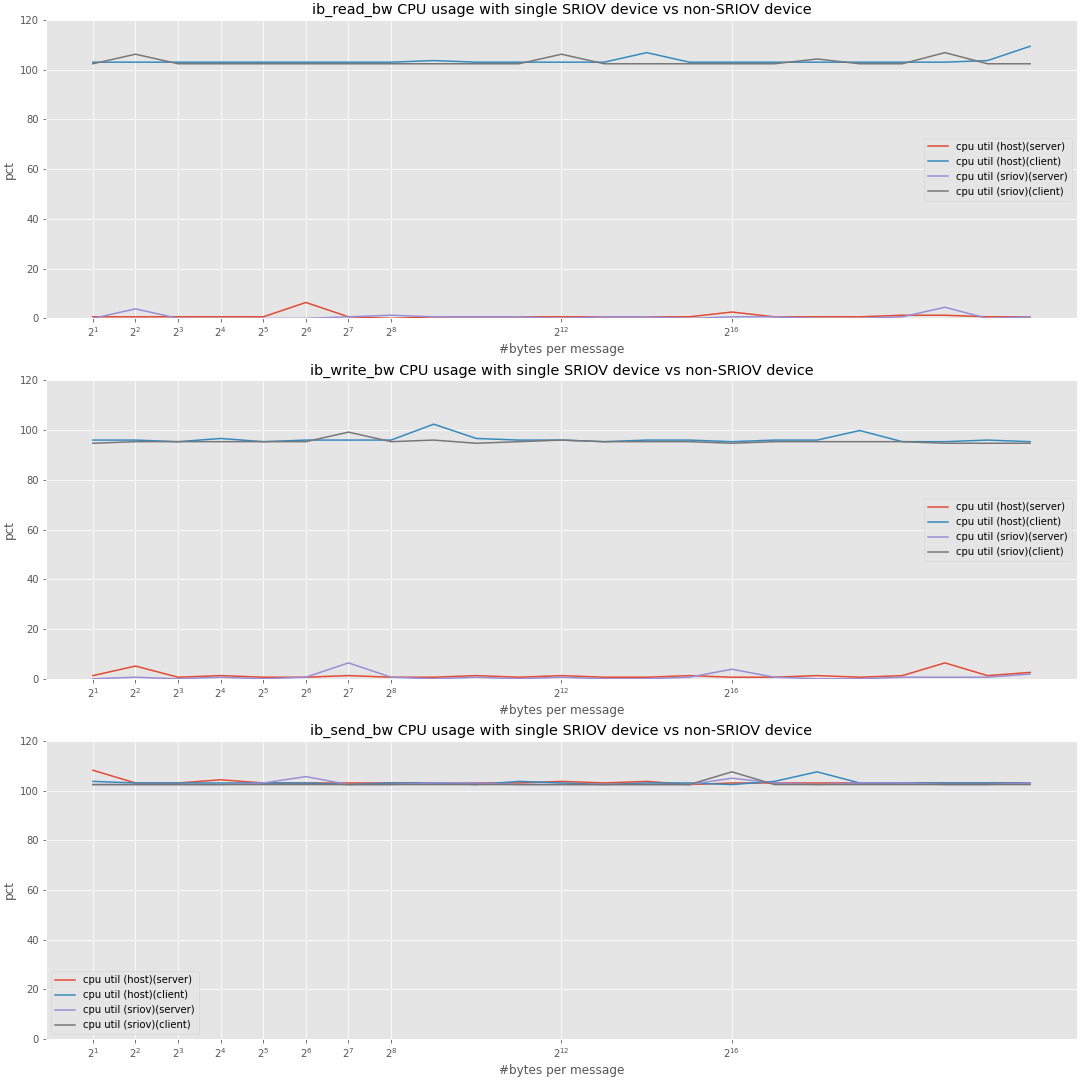 ib_read_bw CPU usage with single SRIOV device vs non-SRIOV device
120
100
80
60
40
20
0
pct
cpu util (host)(server)
cpu util (host)(client)
cpu util (sriov)(server)
cpu util (sriov)(client)
2^1 2^2 2^3 2^4 2^5 2^6 2^7 2^8 2^12 2^16
#bytes per message
ib_write_bw CPU usage with single SRIOV device vs non-SRIOV device
120
100
80
60
40
20
0
pct
cpu util (host)(server)
cpu util (host)(client)
cpu util (sriov)(server)
cpu util (sriov)(client)
2^1 2^2 2^3 2^4 2^5 2^6 2^7 2^8 2^12 2^16
#bytes per message
ib_send_bw CPU usage with single SRIOV device vs non-SRIOV device
120
100
80
60
40
20
0
pct
cpu util (host)(server)
cpu util (host)(client)
cpu util (sriov)(server)
cpu util (sriov)(client)
2^1 2^2 2^3 2^4 2^5 2^6 2^7 2^8 2^12 2^16
#bytes per message